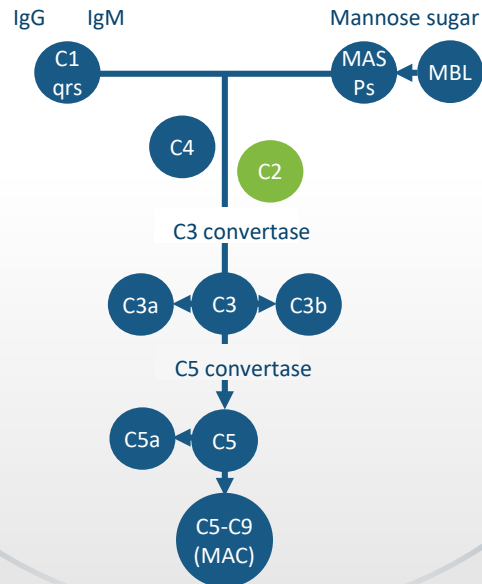 IgG IgM Mannose sugar
C1
qrs
MAS
Ps
MBL
C4
C2
C3 convertase
C3a
C3
C3b
C5 convertase
C5a
C5
C5-C9
(MAC)